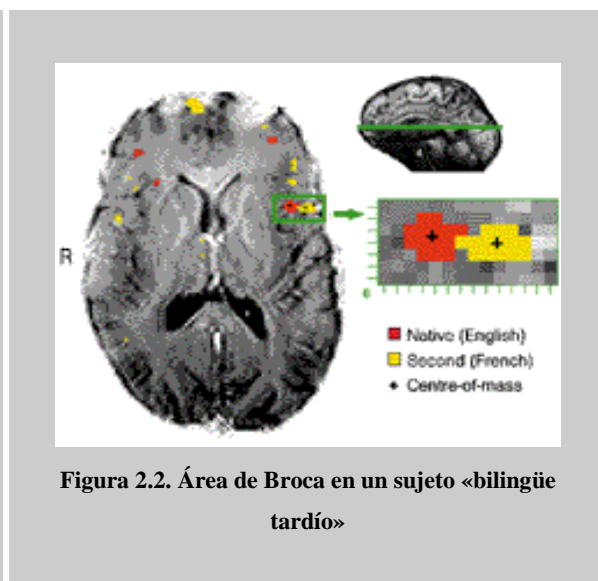 R
Native (English)
Second (French)
Centre-of-mass
Figura 2.2. Área de Broca en un sujeto «bilingüe
tardío»